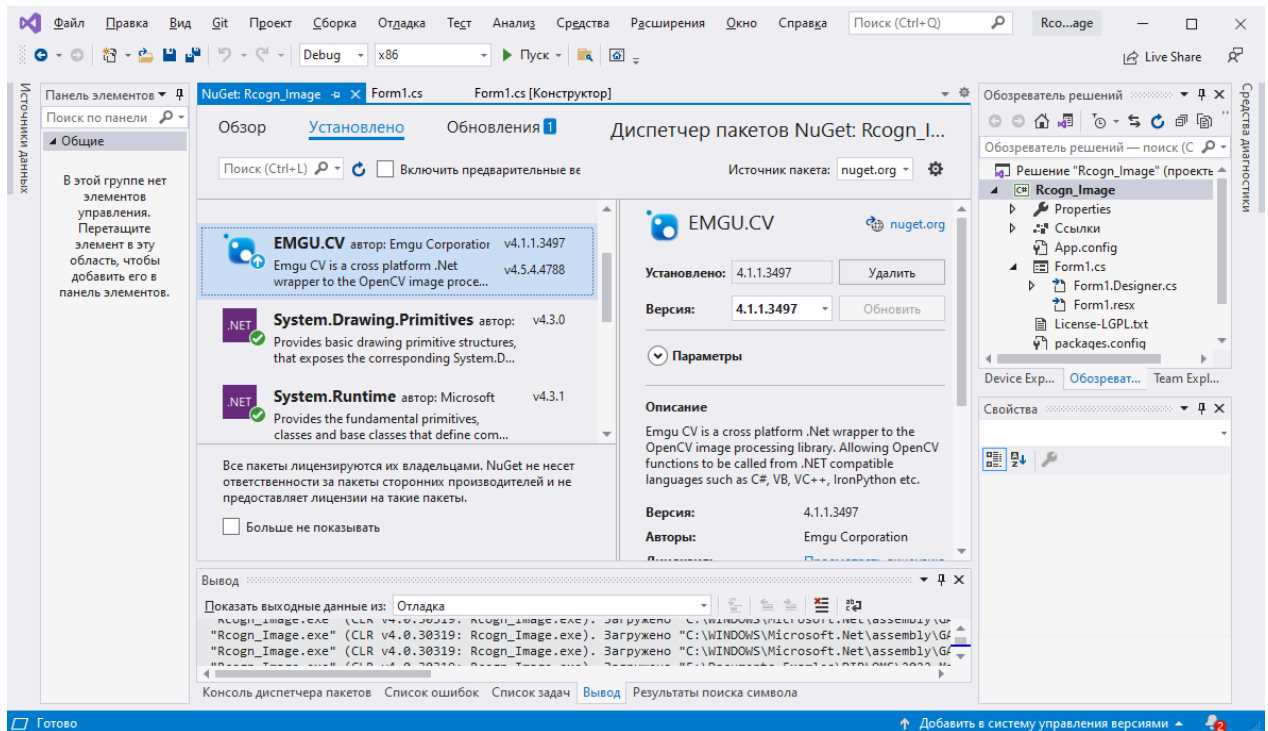 Файл Правка Вид Git Проект Сборка Отладка Тест Анализ Средства Расширения Окно Справка Поиск (Ctrl+Q) Rco...age
Debug x86 Пуск Live Share
Источники данных
Панель элементов
Поиск по панели
Общие
В этой группе нет
элементов
управления.
Перетащите
элемент в эту
область, чтобы
добавить его в
панель элементов.
NuGet: Rcogn_Image Form1.cs Form1.cs [Конструктор]
Обзор Установлено Обновления 1 Диспетчер пакетов NuGet: Rcogn_I...
Поиск (Ctrl+L) Включить предварительные ве Источник пакета: nuget.org
EMGU.CV автор: Emgu Corporation v4.1.1.3497
Emgu CV is a cross platform .Net v4.5.4.4788
wrapper to the OpenCV image proce...
.NET System.Drawing.Primitives автор: v4.3.0
Provides basic drawing primitive structures,
that exposes the corresponding System.D...
.NET System.Runtime автор: Microsoft v4.3.1
Provides the fundamental primitives,
classes and base classes that define com...
Все пакеты лицензируются их владельцами. NuGet не несет
ответственности за пакеты сторонних производителей и не
предоставляет лицензии на такие пакеты.
Больше не показывать
EMGU.CV nuget.org
Установлено: 4.1.1.3497 Удалить
Версия: 4.1.1.3497 Обновить
Параметры
Описание
Emgu CV is a cross platform .Net wrapper to the
OpenCV image processing library. Allowing OpenCV
functions to be called from .NET compatible
languages such as C#, VB, VC++, IronPython etc.
Версия: 4.1.1.3497
Авторы: Emgu Corporation
Вывод
Показать выходные данные из: Отладка
"Rcogn_Image.exe" (CLR v4.0.30319: Rcogn_Image.exe). Загружено "C:\WINDOWS\Microsoft.Net\assembly\GA
"Rcogn_Image.exe" (CLR v4.0.30319: Rcogn_Image.exe). Загружено "C:\WINDOWS\Microsoft.Net\assembly\GA
"Rcogn_Image.exe" (CLR v4.0.30319: Rcogn_Image.exe). Загружено "C:\WINDOWS\Microsoft.Net\assembly\GA
Консоль диспетчера пакетов Список ошибок Список задач Вывод Результаты поиска символа
Обозреватель решений
Обозреватель решений — поиск (C
Решение "Rcogn_Image" (проекть
C# Rcogn_Image
Properties
Ссылки
App.config
Form1.cs
Form1.Designer.cs
Form1.resx
License-LGPL.txt
packages.config
Device Exp... Обозреват... Team Expl...
Свойства
Средства диагностики
Готово Добавить в систему управления версиями 2